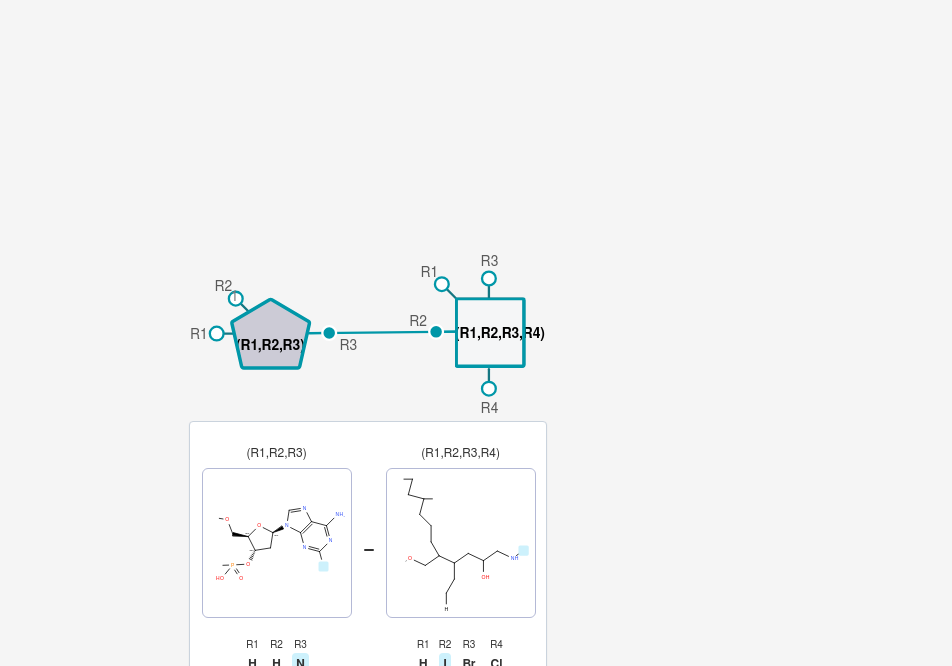 R3
R1
R2
R2
R1
(R1,R2,R3)
R3
(R1,R2,R3,R4)
R4
(R1,R2,R3) (R1,R2,R3,R4)
O
O
N
N
N
N
N
NH
O
P
HO
O
–
O
OH
NH
H
R1 R2 R3 R1 R2 R3 R4
H H N H I Br Cl